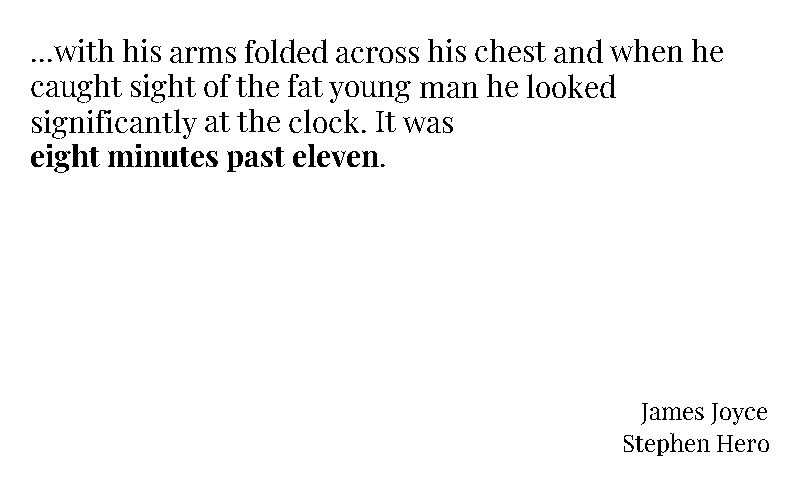 ...with his arms folded across his chest and when he
caught sight of the fat young man he looked
significantly at the clock. It was
eight minutes past eleven.
James Joyce
Stephen Hero